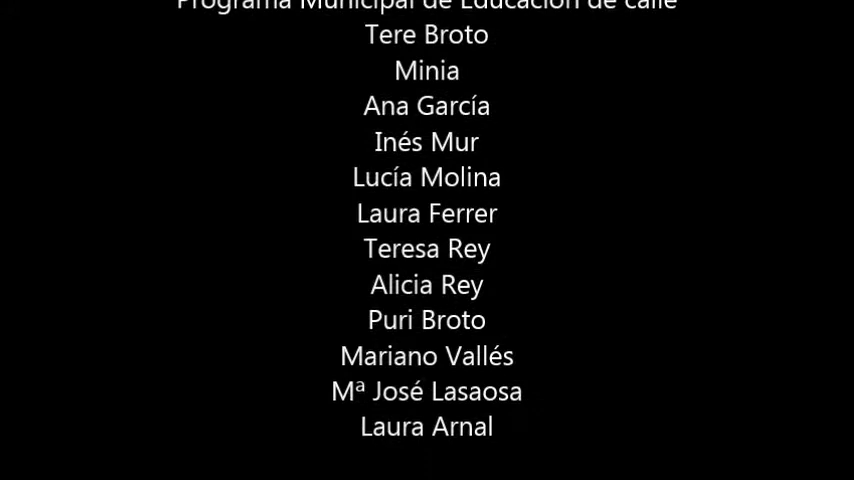 Programa Municipal de Educación de calle
Tere Broto
Minia
Ana García
Inés Mur
Lucía Molina
Laura Ferrer
Teresa Rey
Alicia Rey
Puri Broto
Mariano Vallés
Mª José Lasaosa
Laura Arnal